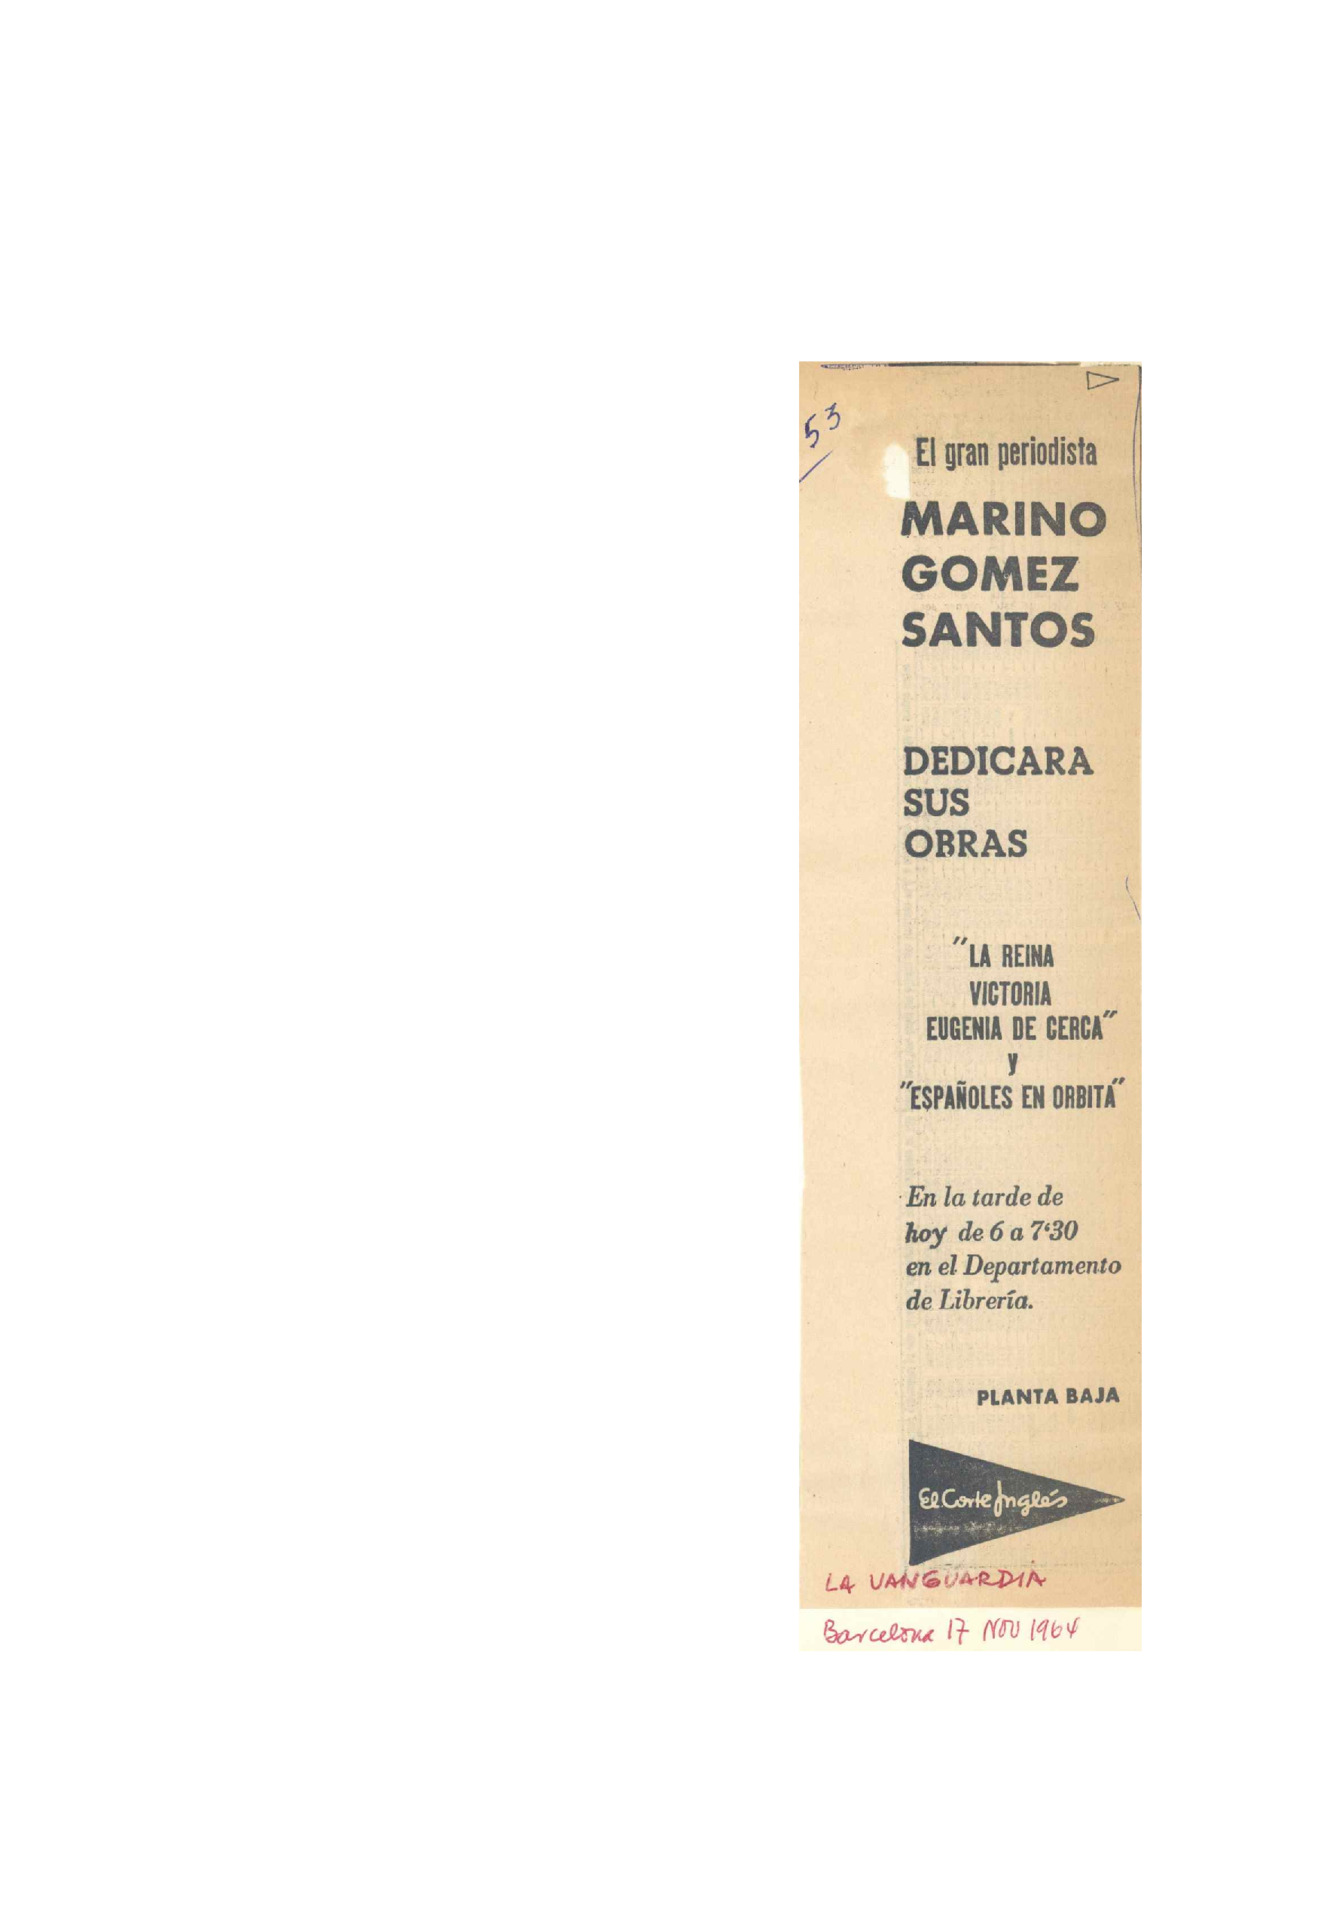 53
El gran periodista
MARINO
GOMEZ
SANTOS
DEDICARA
SUS
OBRAS
"LA REINA
VICTORIA
EUGENIA DE CERCA"
y
"ESPAÑOLES EN ORBITA"
En la tarde de
hoy de 6 a 7'30
en el Departamento
de Librería.
PLANTA BAJA
El Corte Inglés
LA VANGUARDIA
Barcelona 17 NOV 1964